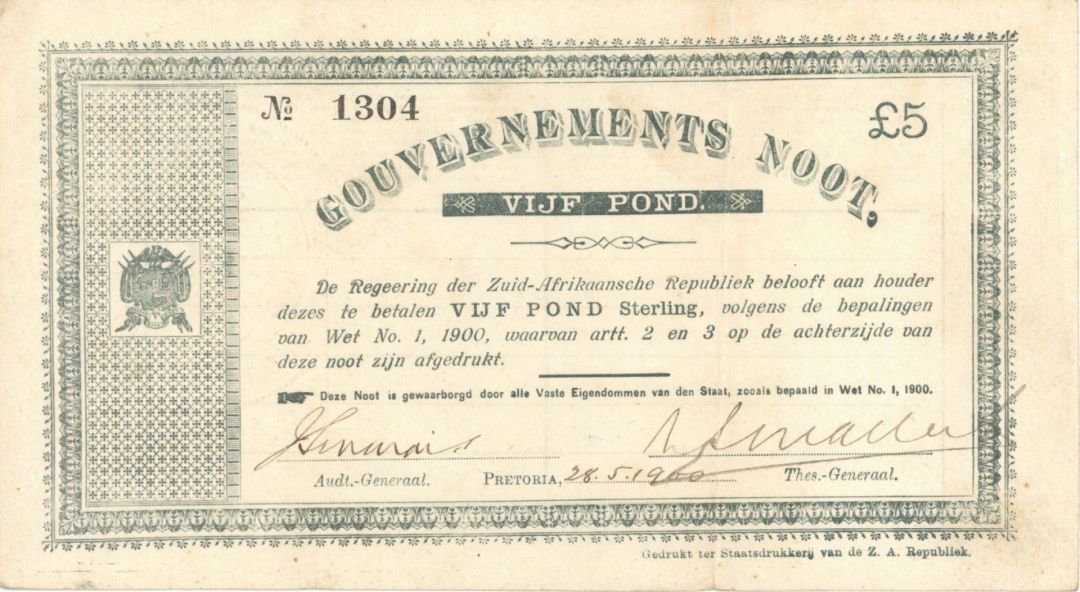 № 1304
£5
GOUVERNEMENTS NOOT,
VIJF POND.
De Regeering der Zuid-Afrikaansche Republiek belooft aan houder
dezes te betalen VIJF POND Sterling, volgens de bepalingen
van Wet No. 1, 1900, waarvan artt. 2 en 3 op de achterzijde van
deze noot zijn afgedrukt.
Deze Noot is gewaarborgd door alle Vaste Eigendommen van den Staat, zooals bepaald in Wet No. 1, 1900.
Audt.-Generaal. PRETORIA, 28.5.1900 Thes.-Generaal.
Gedrukt ter Staatsdrukkerij van de Z. A. Republiek.